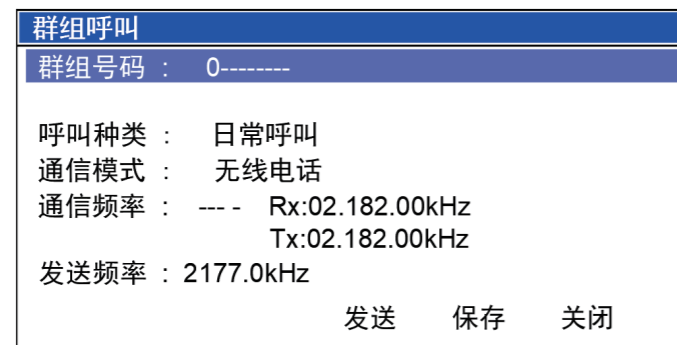 群组呼叫
群组号码 : 0--------
呼叫种类 : 日常呼叫
通信模式 : 无线电话
通信频率 : --- - Rx:02.182.00kHz
Tx:02.182.00kHz
发送频率 : 2177.0kHz
发送 保存 关闭